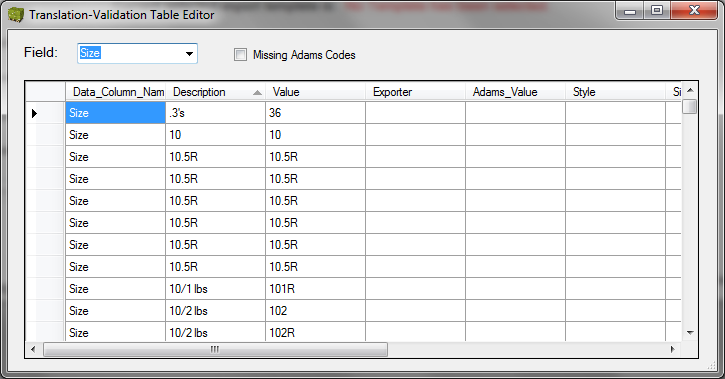 Translation-Validation Table Editor
Field: Size Missing Adams Codes
Data_Column_Nam Description Value Exporter Adams_Value Style Si
Size .3's 36
Size 10 10
Size 10.5R 10.5R
Size 10.5R 10.5R
Size 10.5R 10.5R
Size 10.5R 10.5R
Size 10.5R 10.5R
Size 10.5R 10.5R
Size 10/1 lbs 101R
Size 10/2 lbs 102
Size 10/2 lbs 102R